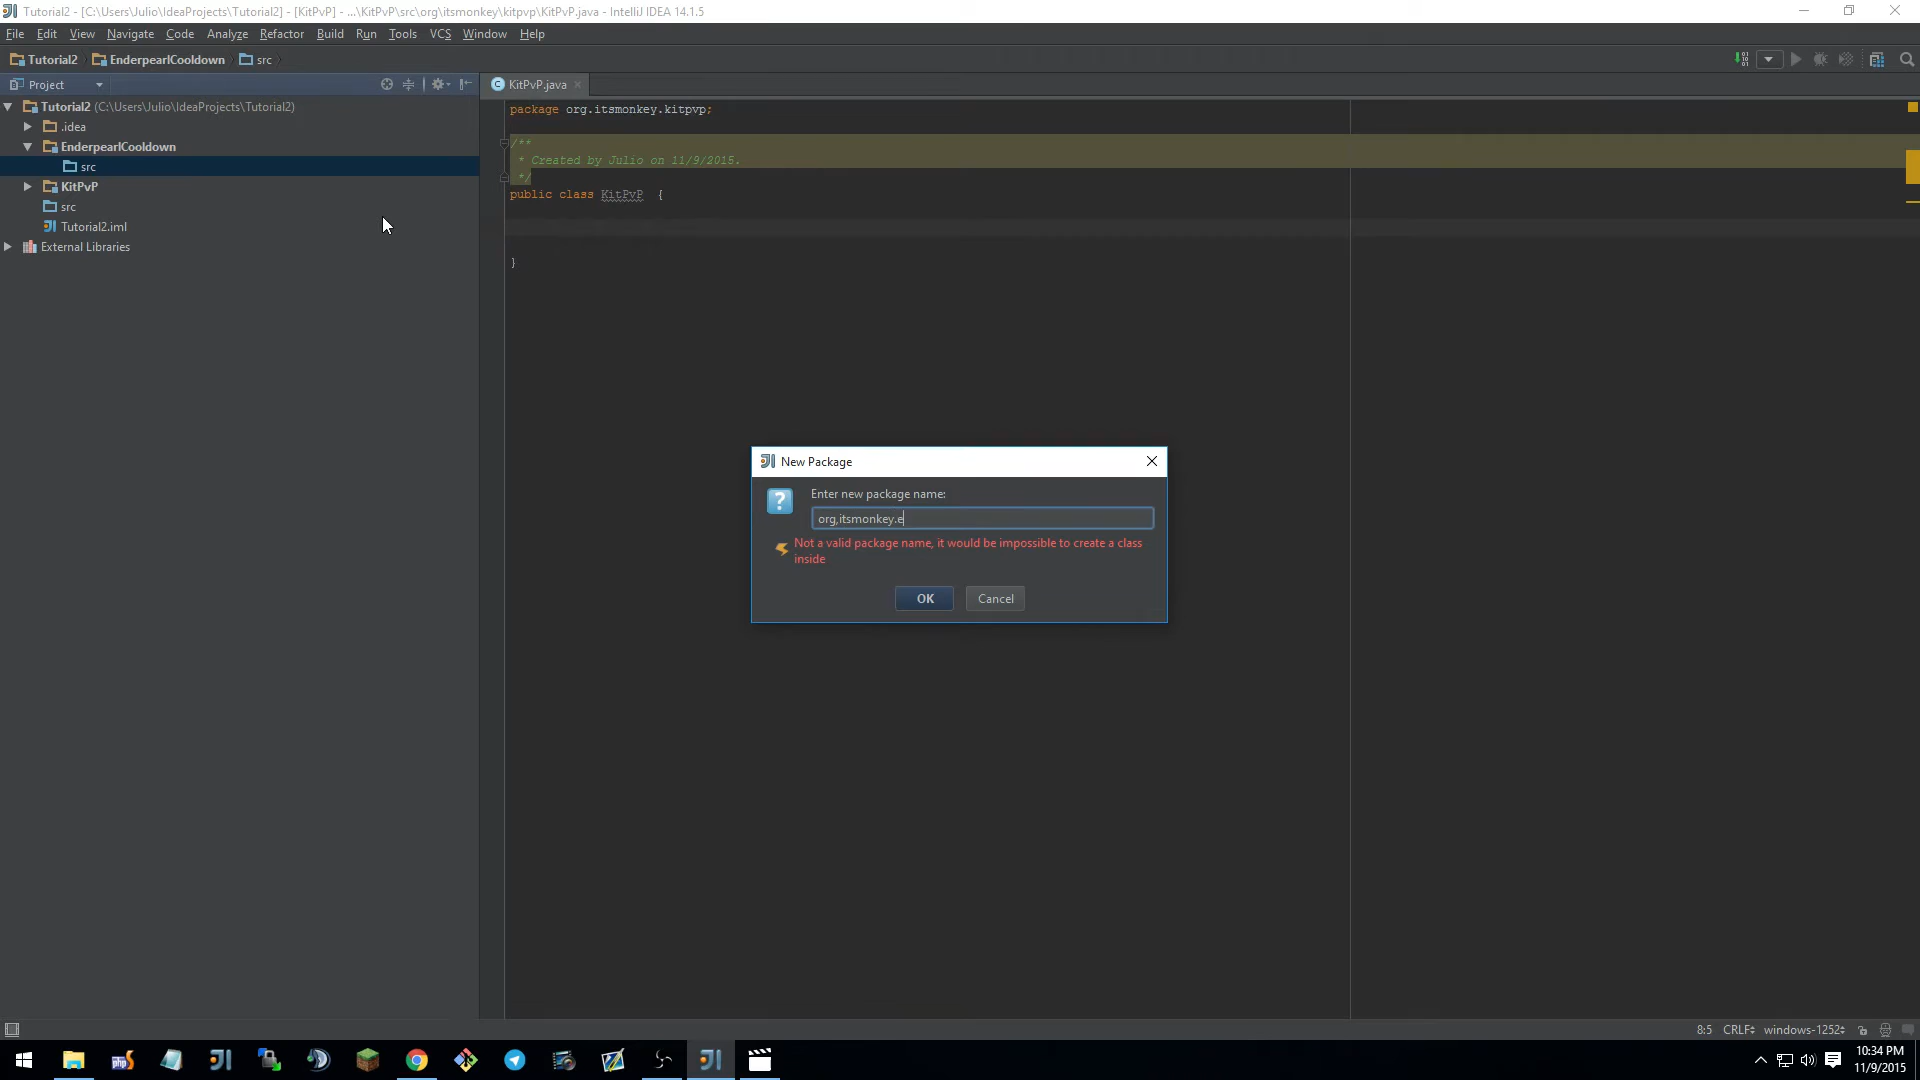 Tutorial2 - [C:\Users\Julio\IdeaProjects\Tutorial2] - [KitPvP] - ...\KitPvP\src\org\itsmonkey\kitpvp\KitPvP.java - IntelliJ IDEA 14.1.5
File Edit View Navigate Code Analyze Refactor Build Run Tools VCS Window Help
Tutorial2 EnderpearlCooldown src
Project
KitPvP.java
Tutorial2 (C:\Users\Julio\IdeaProjects\Tutorial2)
.idea
EnderpearlCooldown
src
KitPvP
src
Tutorial2.iml
External Libraries
package org.itsmonkey.kitpvp;
/**
* Created by Julio on 11/9/2015.
*/
public class KitPvP {
}
New Package
Enter new package name:
org,itsmonkey.e
Not a valid package name, it would be impossible to create a class
inside
OK Cancel
8:5 CRLF windows-1252
10:34 PM
11/9/2015